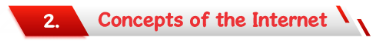 2. Concepts of the Internet